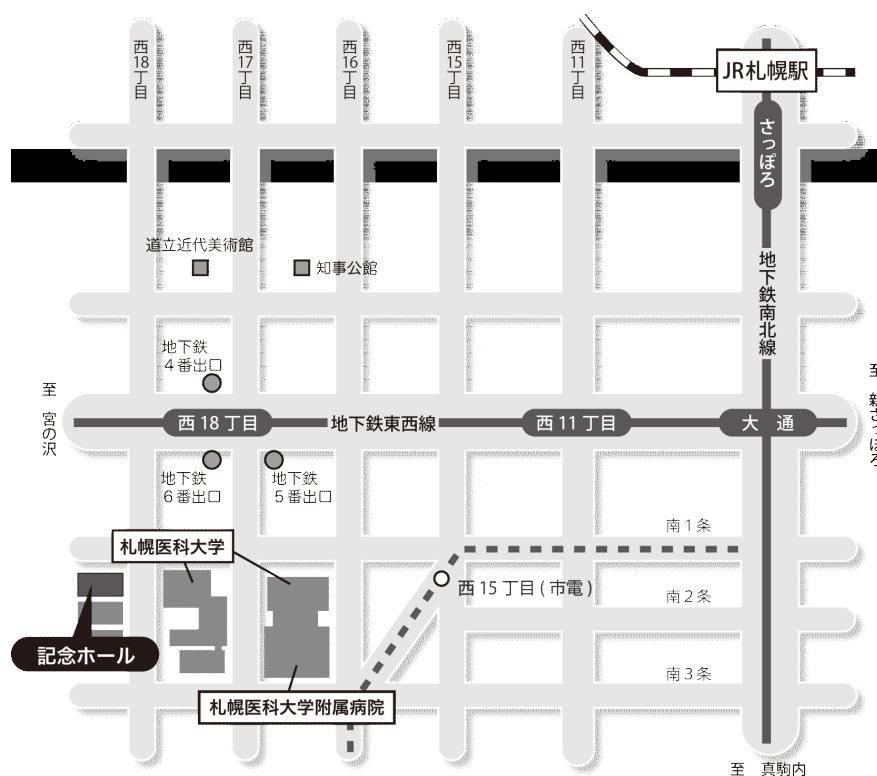 西18丁目
西17丁目
西16丁目
西15丁目
西11丁目
JR札幌駅
さっぽろ
道立近代美術館
知事公館
地下鉄南北線
地下鉄
4番出口
至 宮の沢
西18丁目
地下鉄東西線
西11丁目
大 通
至 新さっぽろ
地下鉄
6番出口
地下鉄
5番出口
南1条
札幌医科大学
西15丁目(市電)
南2条
記念ホール
南3条
札幌医科大学附属病院
至 真駒内